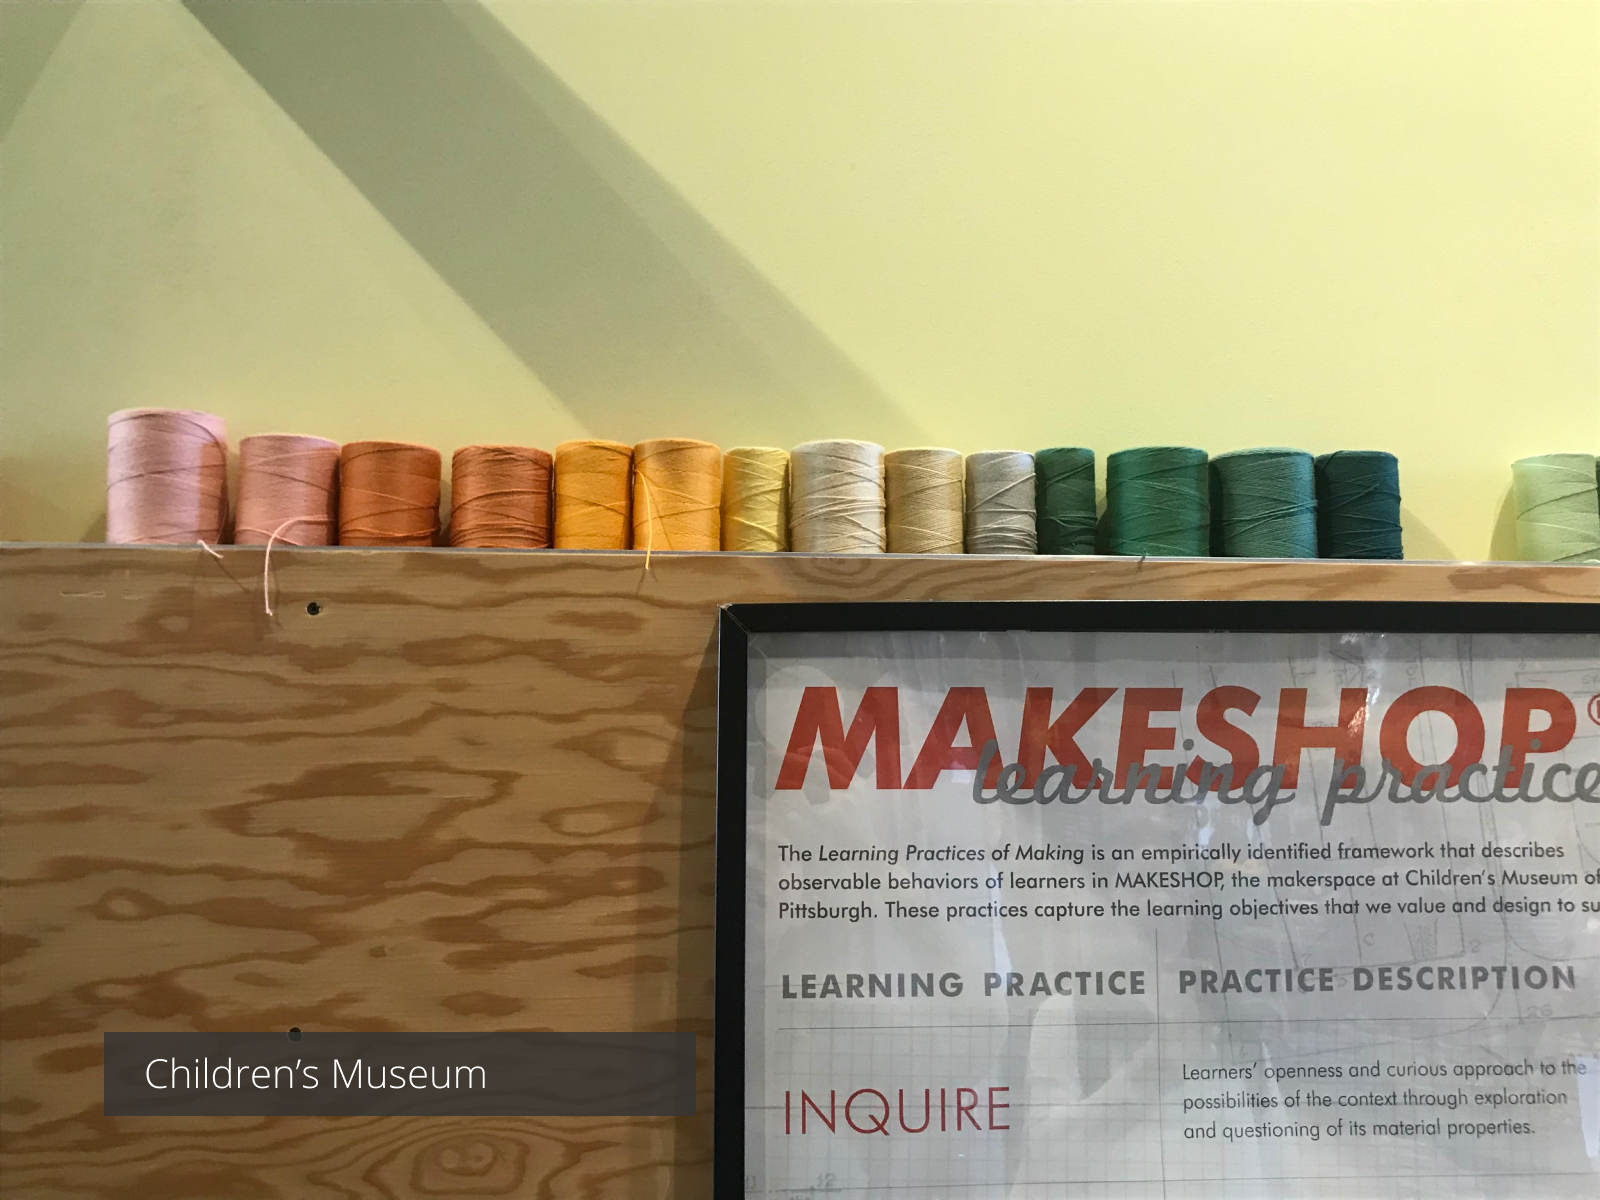 MAKESHOP®
learning practice
The Learning Practices of Making is an empirically identified framework that describes
observable behaviors of learners in MAKESHOP, the makerspace at Children's Museum of
Pittsburgh. These practices capture the learning objectives that we value and design to su
LEARNING PRACTICE PRACTICE DESCRIPTION
INQUIRE
Learners' openness and curious approach to the
possibilities of the context through exploration
and questioning of its material properties.
Children's Museum